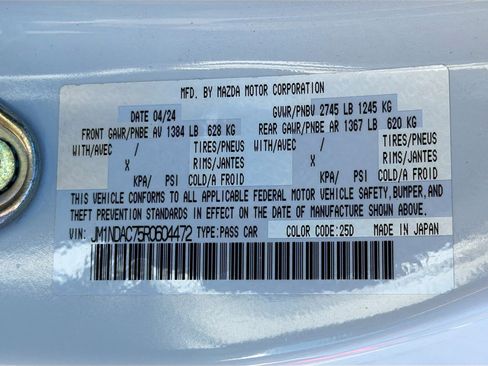 MFD. BY MAZDA MOTOR CORPORATION
DATE 04/24 GVWR/PNBV 2745 LB 1245 KG
FRONT GAWR/PNBE AV 1384 LB 628 KG REAR GAWR/PNBE AR 1367 LB 620 KG
WITH/AVEC / TIRES/PNEUS WITH/AVEC / TIRES/PNEUS
X RIMS/JANTES X RIMS/JANTES
KPA/ PSI COLD/A FROID KPA/ PSI COLD/A FROID
THIS VEHICLE CONFORMS TO ALL APPLICABLE FEDERAL MOTOR VEHICLE SAFETY, BUMPER, AND
THEFT PREVENTION STANDARDS IN EFFECT ON THE DATE OF MANUFACTURE SHOWN ABOVE.
VIN: JM1NDAC75R0604472 TYPE:PASS CAR COLOR CODE:25D MADE IN JAPAN